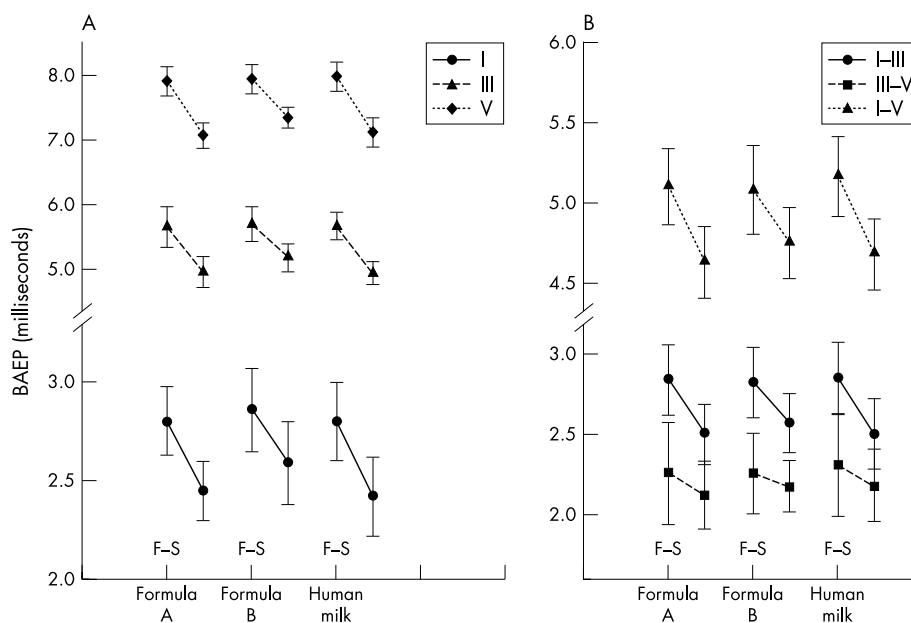 A
I
III
V
BAEP (milliseconds)
8.0
7.0
6.0
5.0
3.0
2.5
2.0
F–S F–S F–S
Formula A
Formula B
Human milk
B
I–III
III–V
I–V
6.0
5.0
4.5
3.0
2.5
2.0
F–S F–S F–S
Formula A
Formula B
Human milk